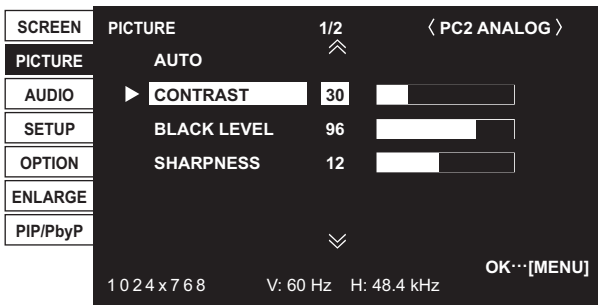 SCREEN
PICTURE
AUDIO
SETUP
OPTION
ENLARGE
PIP/PbyP
PICTURE 1/2 〈 PC2 ANALOG 〉
AUTO
CONTRAST 30
BLACK LEVEL 96
SHARPNESS 12
OK···[MENU]
1024x768 V: 60 Hz H: 48.4 kHz